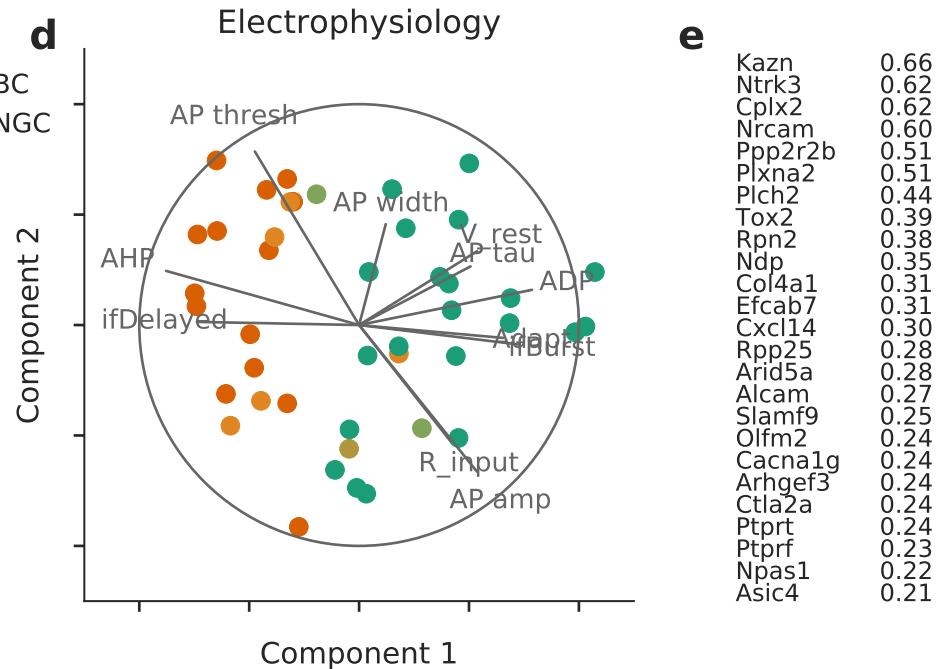 d
Electrophysiology
e
BC
NGC
AP thresh
AP width
V_rest
AP tau
AHP
ADP
ifDelayed
Adapt
ifBurst
R_input
AP amp
Component 2
Component 1
Kazn 0.66
Ntrk3 0.62
Cplx2 0.62
Nrcam 0.60
Ppp2r2b 0.51
Plxna2 0.51
Plch2 0.44
Tox2 0.39
Rpn2 0.38
Ndp 0.35
Col4a1 0.31
Efcab7 0.31
Cxcl14 0.30
Rpp25 0.28
Arid5a 0.28
Alcam 0.27
Slamf9 0.25
Olfm2 0.24
Cacna1g 0.24
Arhgef3 0.24
Ctla2a 0.24
Ptprt 0.24
Ptprf 0.23
Npas1 0.22
Asic4 0.21